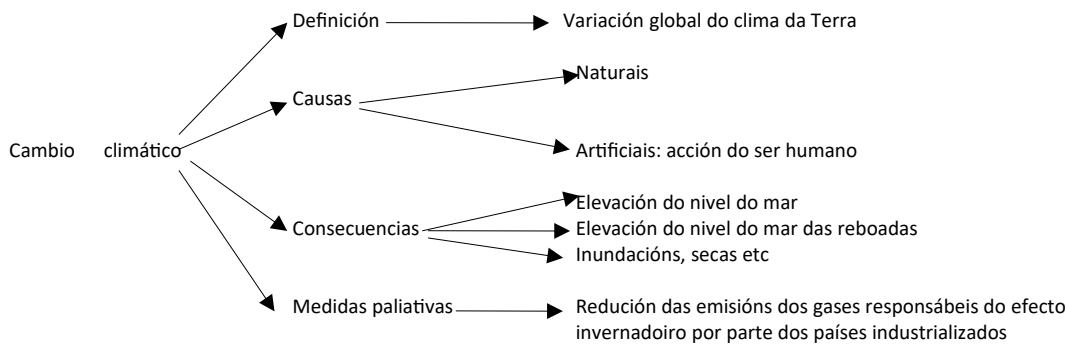 Definición
Variación global do clima da Terra
Naturais
Causas
Cambio climático
Artificiais: acción do ser humano
Elevación do nivel do mar
Consecuencias
Elevación do nivel do mar das reboadas
Inundacións, secas etc
Medidas paliativas
Redución das emisións dos gases responsábeis do efecto
invernadoiro por parte dos países industrializados